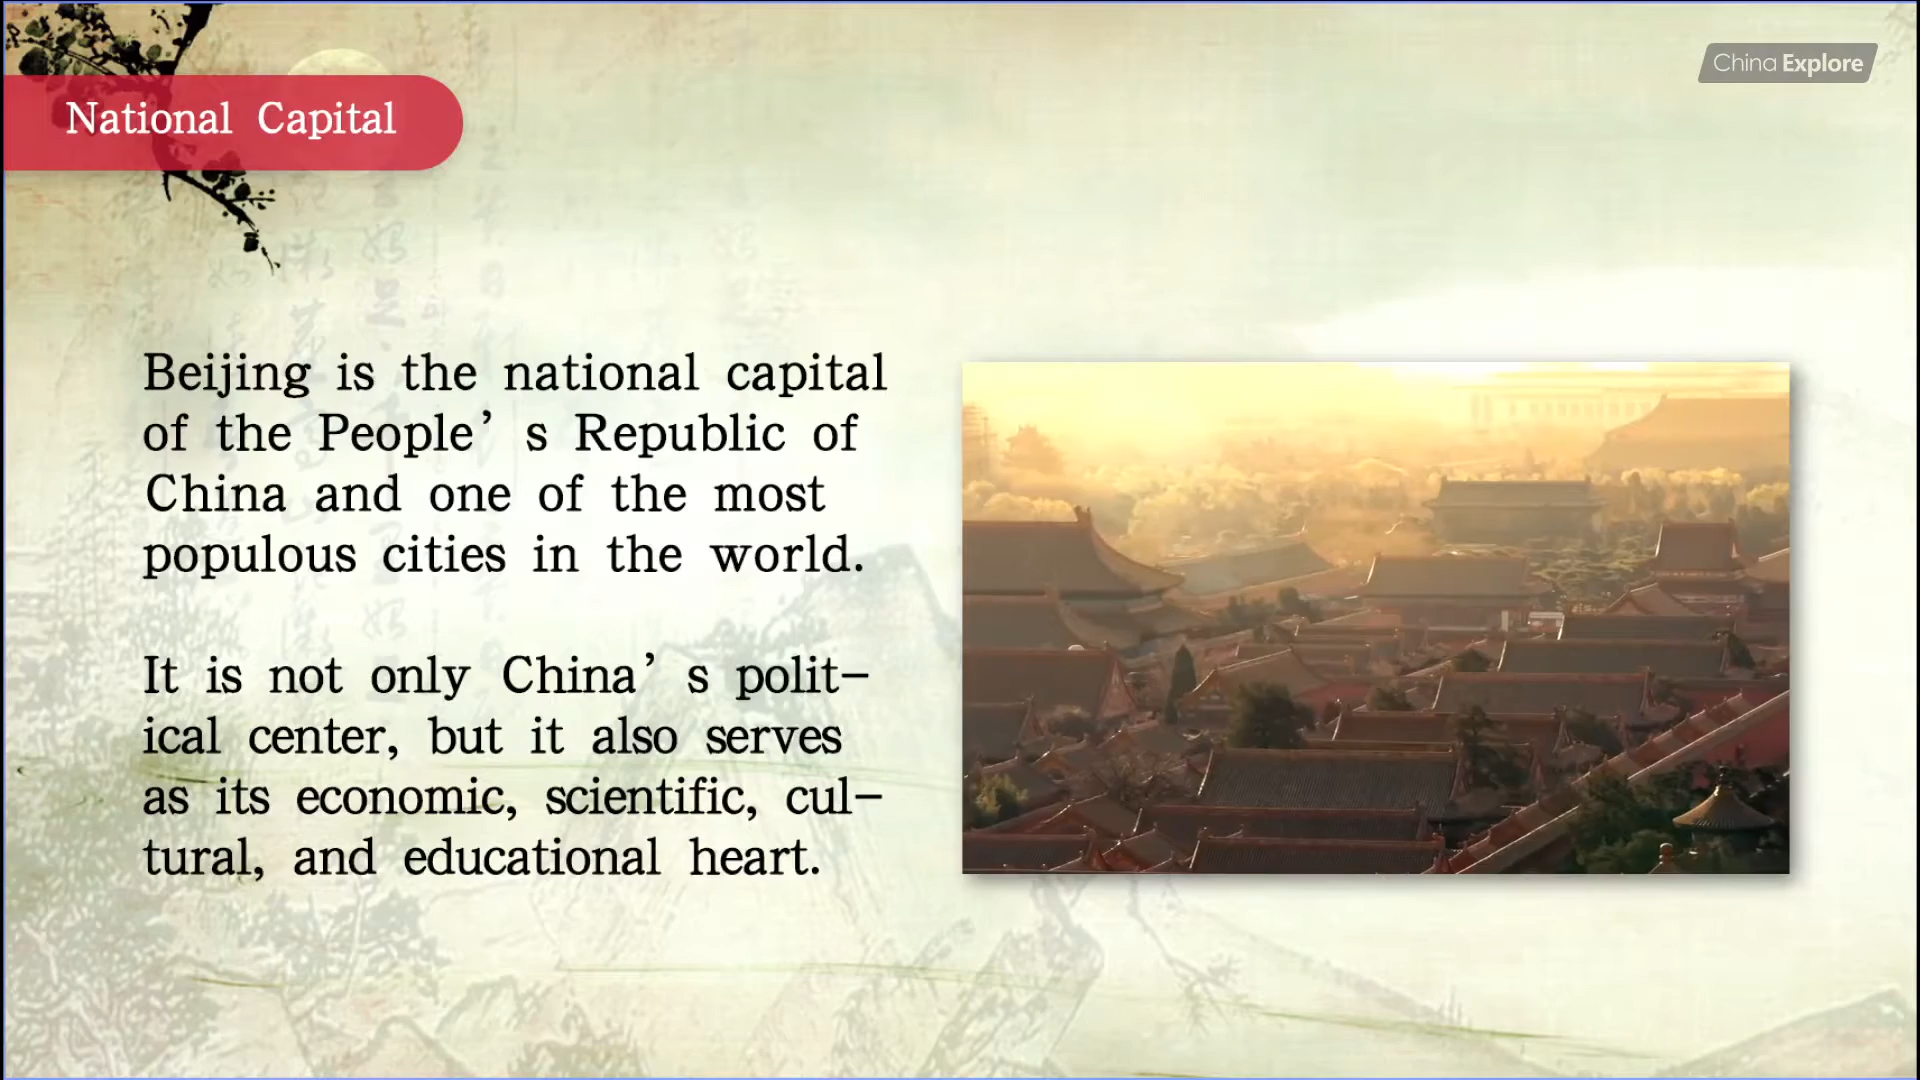 National Capital
China Explore
Beijing is the national capital
of the People’s Republic of
China and one of the most
populous cities in the world.
It is not only China’s polit-
ical center, but it also serves
as its economic, scientific, cul-
tural, and educational heart.